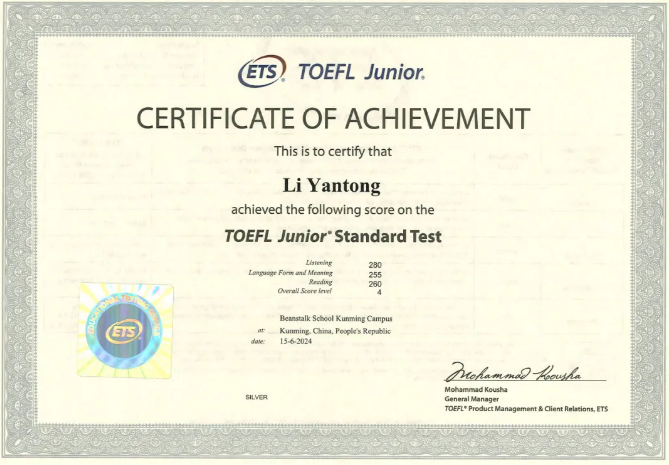 ETS® TOEFL Junior®
CERTIFICATE OF ACHIEVEMENT
This is to certify that
Li Yantong
achieved the following score on the
TOEFL Junior® Standard Test
Listening 280
Language Form and Meaning 255
Reading 260
Overall Score level 4
Beanstalk School Kunming Campus
at: Kunming, China, People's Republic
date: 15-6-2024
ETS
Mohammad Kousha
Mohammad Kousha
General Manager
TOEFL® Product Management & Client Relations, ETS
SILVER